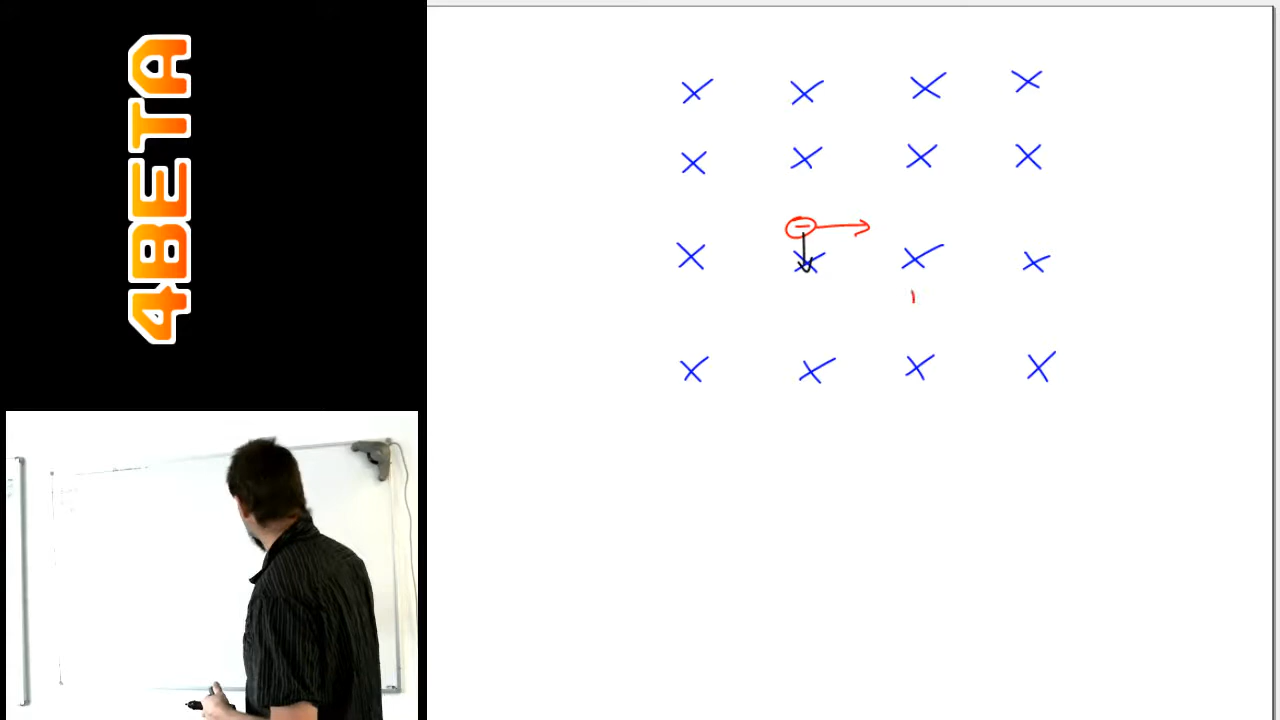 4BETA
× × × ×
× × × ×
−
× × × ×
× × × ×